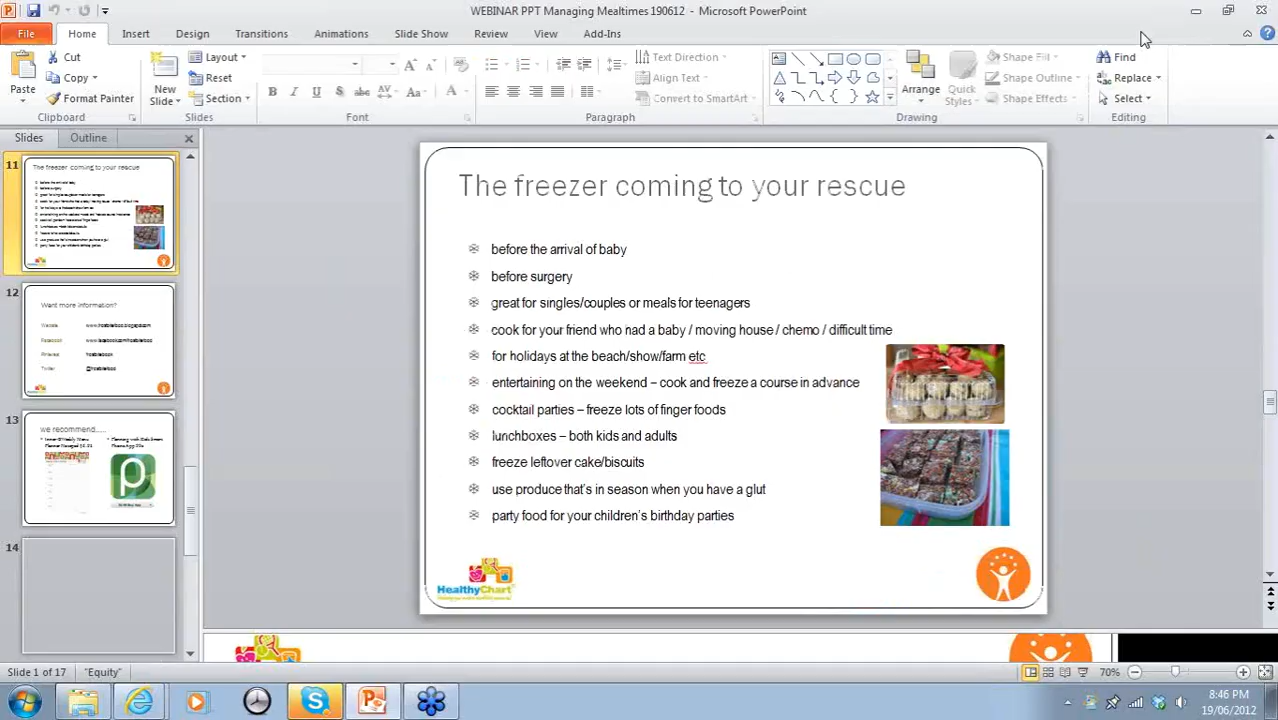 WEBINAR PPT Managing Mealtimes 190612 - Microsoft PowerPoint
File Home Insert Design Transitions Animations Slide Show Review View Add-Ins
Cut
Copy
Format Painter
Paste
Clipboard
New
Slide
Layout
Reset
Section
Slides
Font
Text Direction
Align Text
Convert to SmartArt
Paragraph
Arrange
Quick
Styles
Shape Fill
Shape Outline
Shape Effects
Drawing
Find
Replace
Select
Editing
Slides Outline
11
The freezer coming to your rescue
12
Want more information?
13
we recommend.....
14
The freezer coming to your rescue
before the arrival of baby
before surgery
great for singles/couples or meals for teenagers
cook for your friend who had a baby / moving house / chemo / difficult time
for holidays at the beach/show/farm etc
entertaining on the weekend – cook and freeze a course in advance
cocktail parties – freeze lots of finger foods
lunchboxes – both kids and adults
freeze leftover cake/biscuits
use produce that's in season when you have a glut
party food for your children's birthday parties
HealthyChart
Slide 1 of 17 "Equity" 70%
8:46 PM
19/06/2012